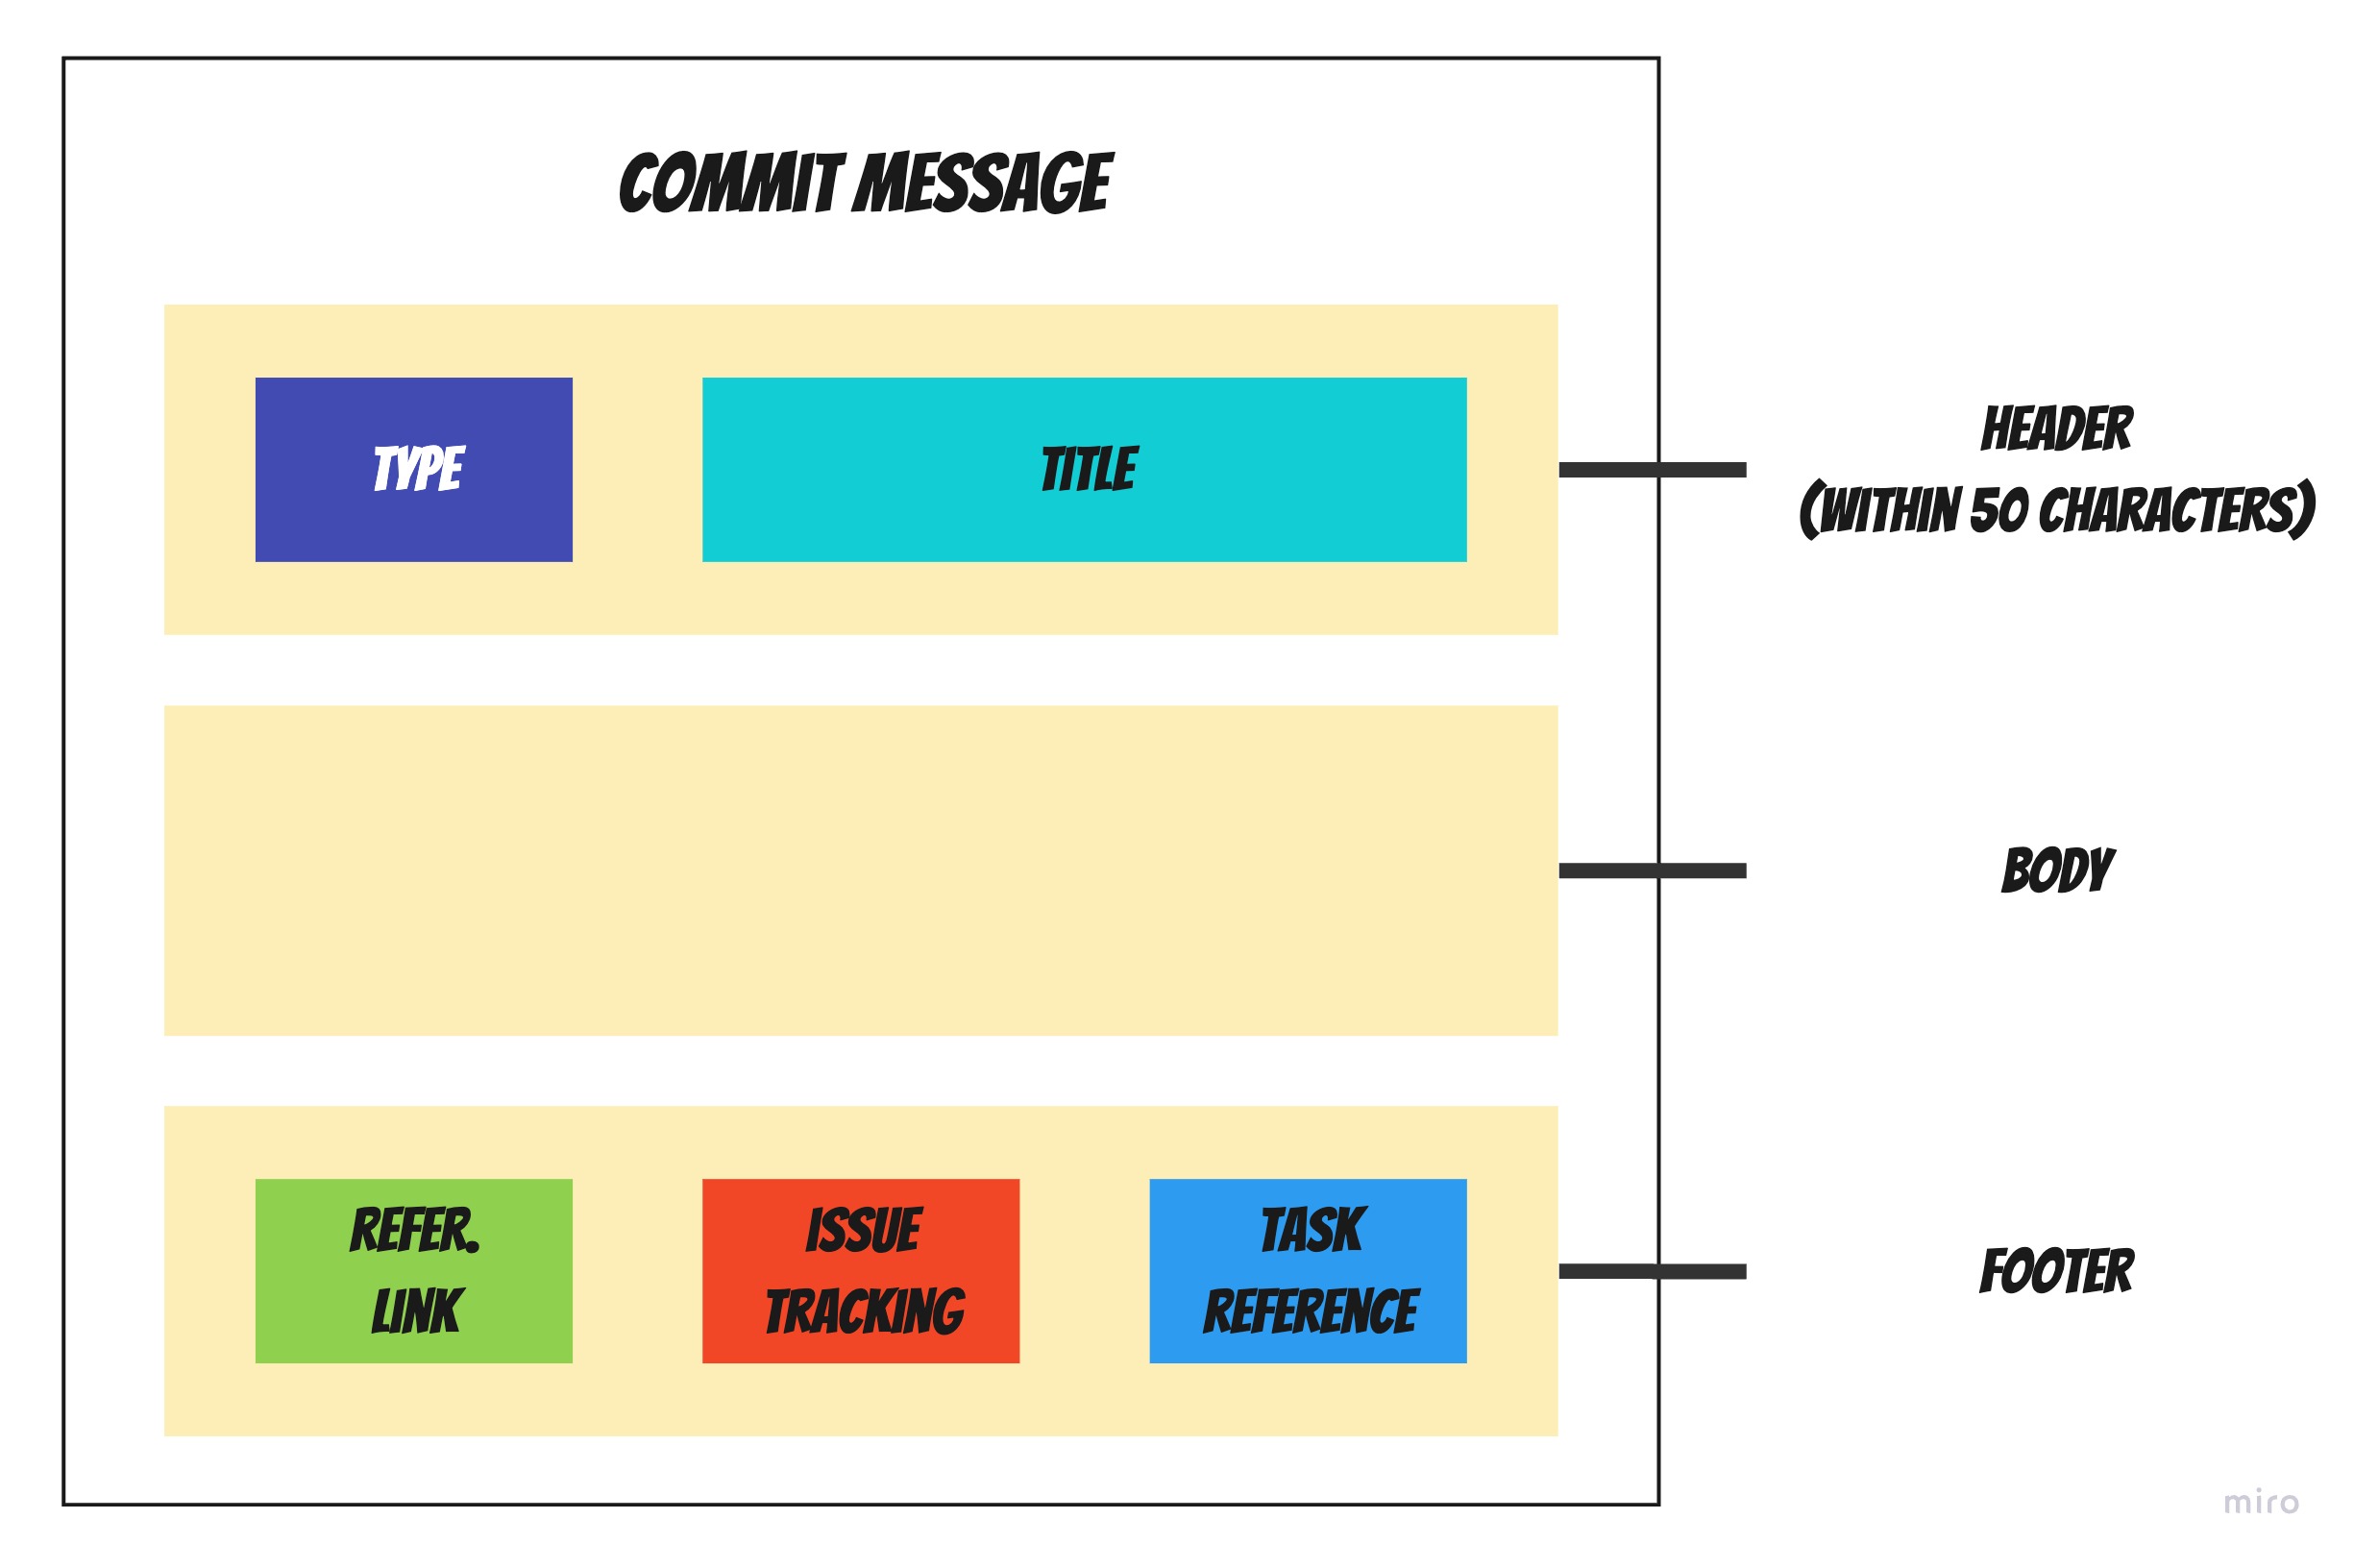 COMMIT MESSAGE
TYPE
TITLE
HEADER
(WITHIN 50 CHARACTERS)
BODY
REFER.
LINK
ISSUE
TRACKING
TASK
REFERENCE
FOOTER
miro